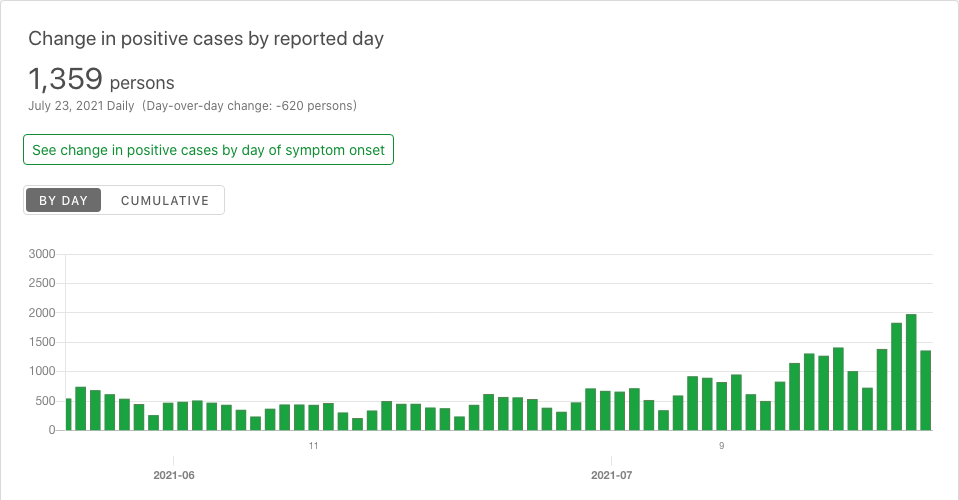 Change in positive cases by reported day
1,359 persons
July 23, 2021 Daily (Day-over-day change: -620 persons)
See change in positive cases by day of symptom onset
BY DAY CUMULATIVE
3000
2500
2000
1500
1000
500
0
11 9
2021-06 2021-07